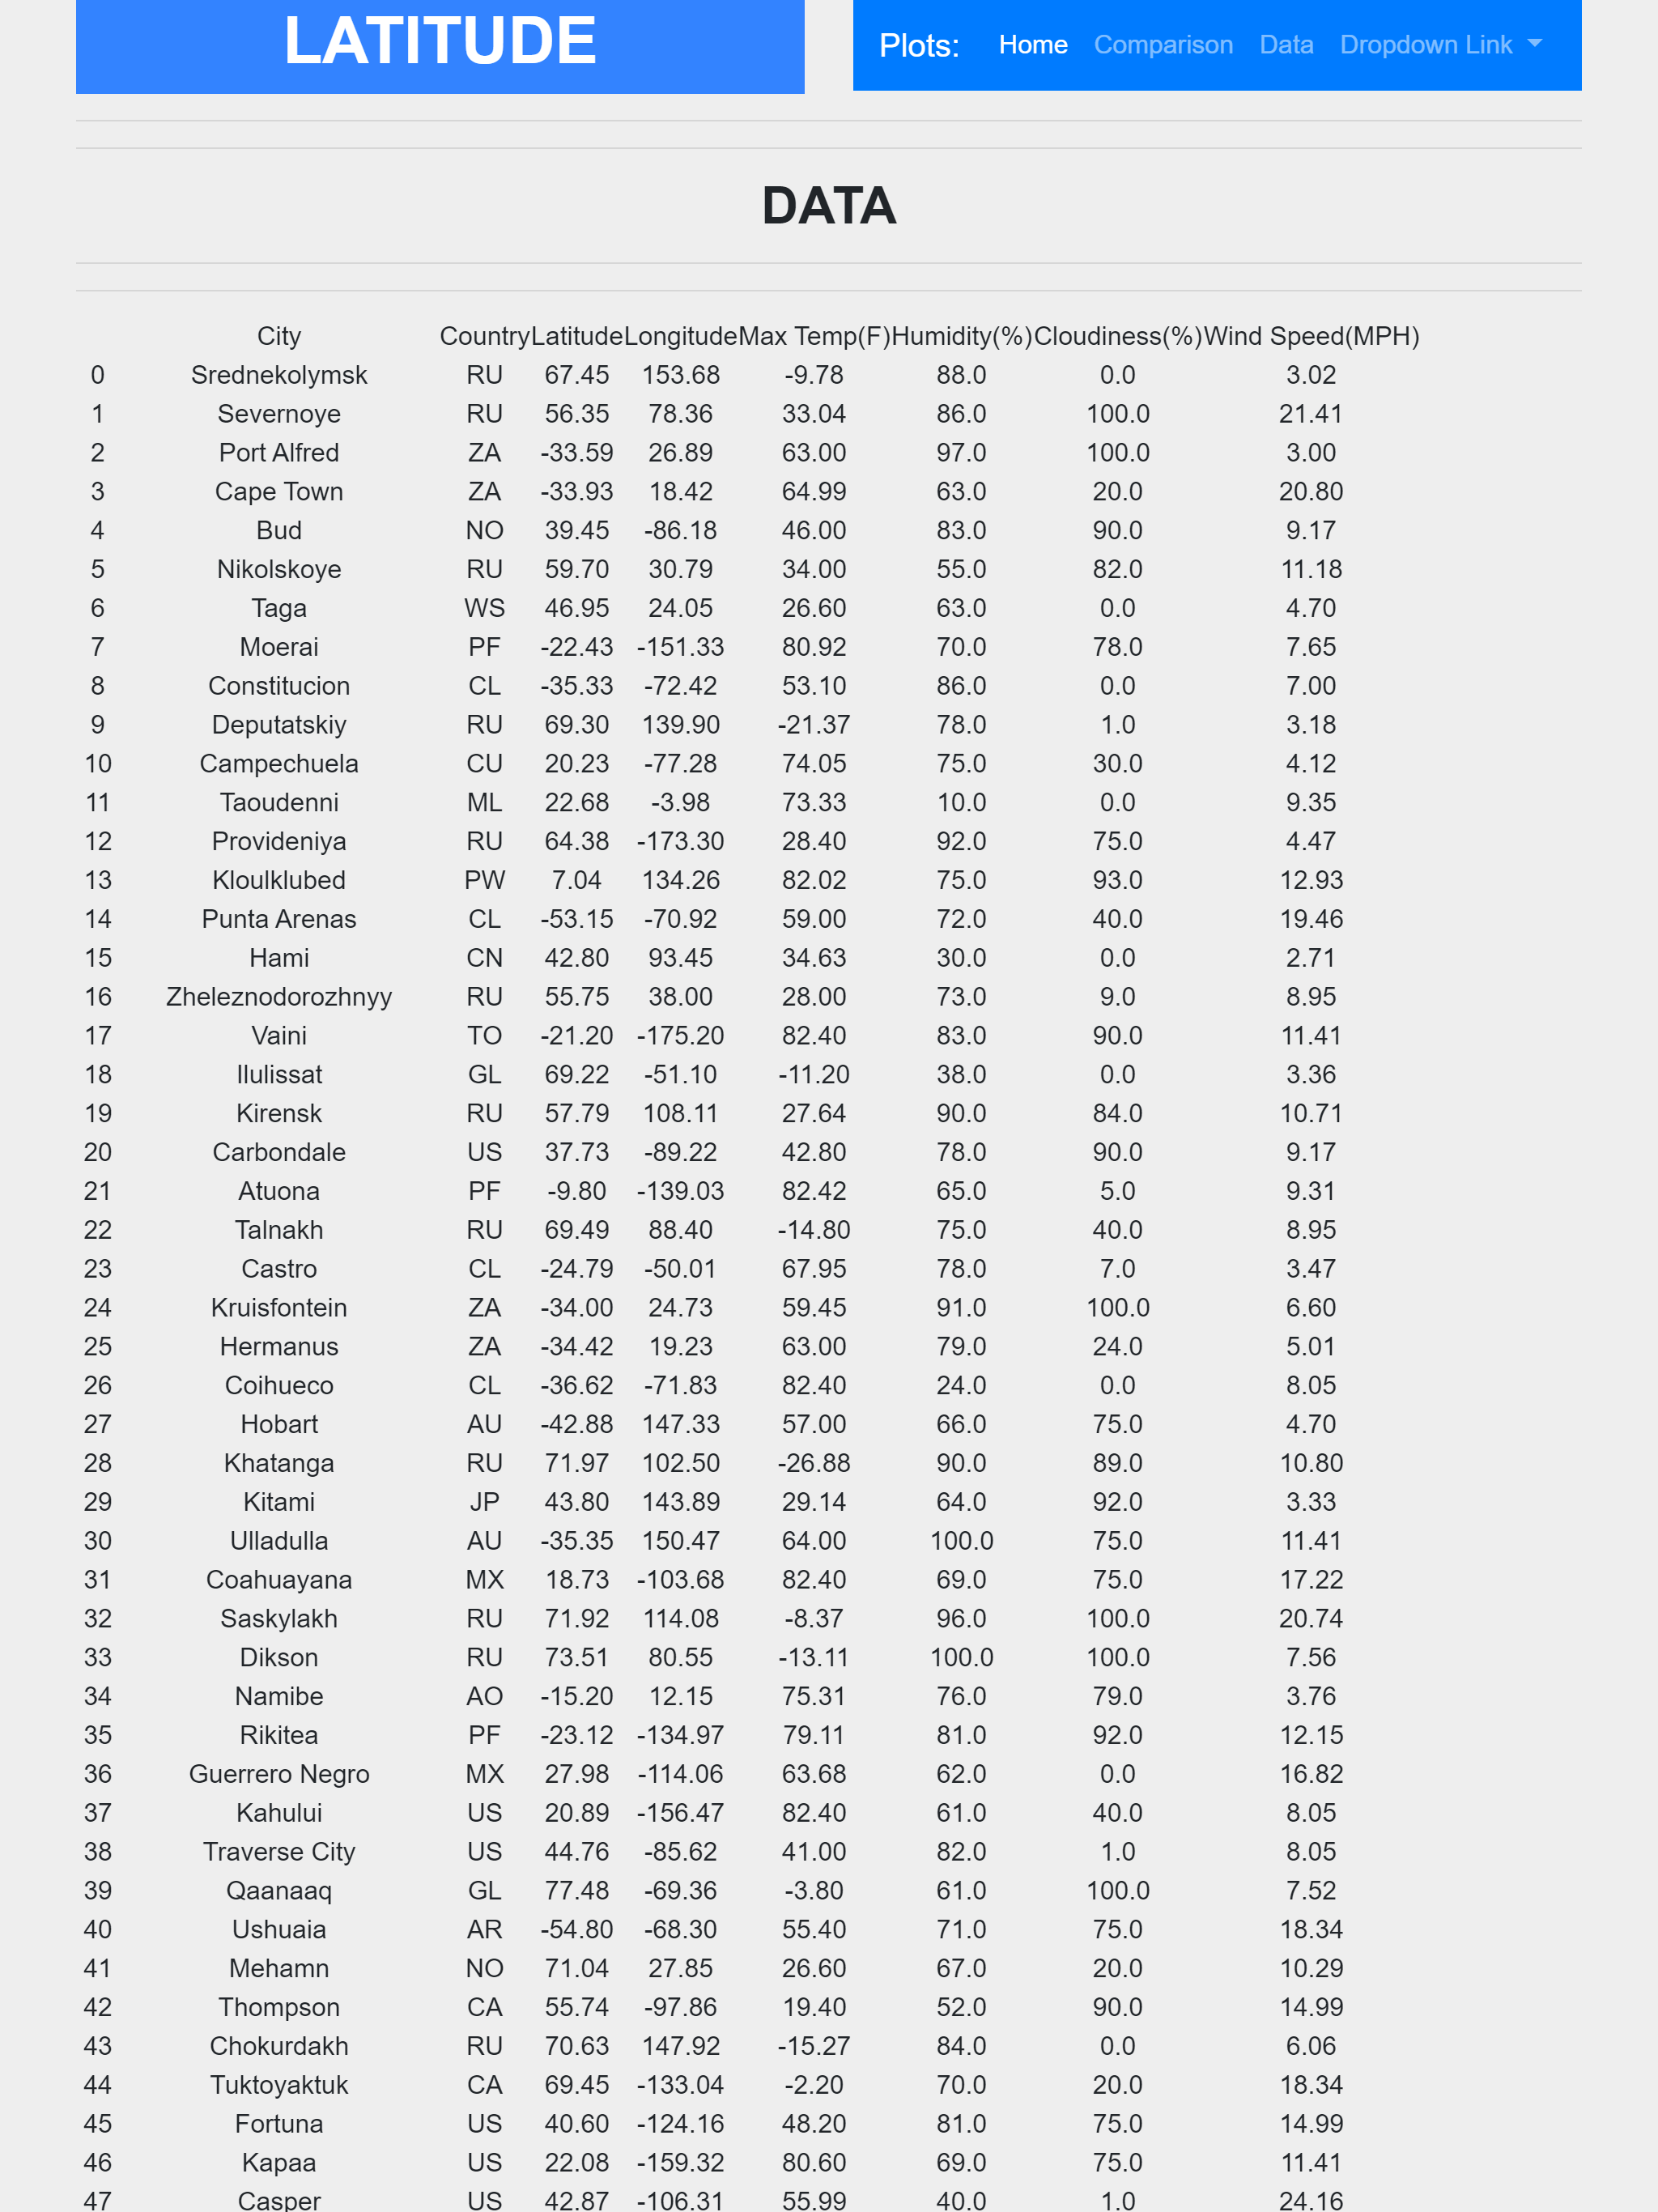 LATITUDE
Plots: Home Comparison Data Dropdown Link
DATA
City Country Latitude Longitude Max Temp(F) Humidity(%) Cloudiness(%) Wind Speed(MPH)
0 Srednekolymsk RU 67.45 153.68 -9.78 88.0 0.0 3.02
1 Severnoye RU 56.35 78.36 33.04 86.0 100.0 21.41
2 Port Alfred ZA -33.59 26.89 63.00 97.0 100.0 3.00
3 Cape Town ZA -33.93 18.42 64.99 63.0 20.0 20.80
4 Bud NO 39.45 -86.18 46.00 83.0 90.0 9.17
5 Nikolskoye RU 59.70 30.79 34.00 55.0 82.0 11.18
6 Taga WS 46.95 24.05 26.60 63.0 0.0 4.70
7 Moerai PF -22.43 -151.33 80.92 70.0 78.0 7.65
8 Constitucion CL -35.33 -72.42 53.10 86.0 0.0 7.00
9 Deputatskiy RU 69.30 139.90 -21.37 78.0 1.0 3.18
10 Campechuela CU 20.23 -77.28 74.05 75.0 30.0 4.12
11 Taoudenni ML 22.68 -3.98 73.33 10.0 0.0 9.35
12 Provideniya RU 64.38 -173.30 28.40 92.0 75.0 4.47
13 Kloulklubed PW 7.04 134.26 82.02 75.0 93.0 12.93
14 Punta Arenas CL -53.15 -70.92 59.00 72.0 40.0 19.46
15 Hami CN 42.80 93.45 34.63 30.0 0.0 2.71
16 Zheleznodorozhnyy RU 55.75 38.00 28.00 73.0 9.0 8.95
17 Vaini TO -21.20 -175.20 82.40 83.0 90.0 11.41
18 Ilulissat GL 69.22 -51.10 -11.20 38.0 0.0 3.36
19 Kirensk RU 57.79 108.11 27.64 90.0 84.0 10.71
20 Carbondale US 37.73 -89.22 42.80 78.0 90.0 9.17
21 Atuona PF -9.80 -139.03 82.42 65.0 5.0 9.31
22 Talnakh RU 69.49 88.40 -14.80 75.0 40.0 8.95
23 Castro CL -24.79 -50.01 67.95 78.0 7.0 3.47
24 Kruisfontein ZA -34.00 24.73 59.45 91.0 100.0 6.60
25 Hermanus ZA -34.42 19.23 63.00 79.0 24.0 5.01
26 Coihueco CL -36.62 -71.83 82.40 24.0 0.0 8.05
27 Hobart AU -42.88 147.33 57.00 66.0 75.0 4.70
28 Khatanga RU 71.97 102.50 -26.88 90.0 89.0 10.80
29 Kitami JP 43.80 143.89 29.14 64.0 92.0 3.33
30 Ulladulla AU -35.35 150.47 64.00 100.0 75.0 11.41
31 Coahuayana MX 18.73 -103.68 82.40 69.0 75.0 17.22
32 Saskylakh RU 71.92 114.08 -8.37 96.0 100.0 20.74
33 Dikson RU 73.51 80.55 -13.11 100.0 100.0 7.56
34 Namibe AO -15.20 12.15 75.31 76.0 79.0 3.76
35 Rikitea PF -23.12 -134.97 79.11 81.0 92.0 12.15
36 Guerrero Negro MX 27.98 -114.06 63.68 62.0 0.0 16.82
37 Kahului US 20.89 -156.47 82.40 61.0 40.0 8.05
38 Traverse City US 44.76 -85.62 41.00 82.0 1.0 8.05
39 Qaanaaq GL 77.48 -69.36 -3.80 61.0 100.0 7.52
40 Ushuaia AR -54.80 -68.30 55.40 71.0 75.0 18.34
41 Mehamn NO 71.04 27.85 26.60 67.0 20.0 10.29
42 Thompson CA 55.74 -97.86 19.40 52.0 90.0 14.99
43 Chokurdakh RU 70.63 147.92 -15.27 84.0 0.0 6.06
44 Tuktoyaktuk CA 69.45 -133.04 -2.20 70.0 20.0 18.34
45 Fortuna US 40.60 -124.16 48.20 81.0 75.0 14.99
46 Kapaa US 22.08 -159.32 80.60 69.0 75.0 11.41
47 Casper US 42.87 -106.31 55.99 40.0 1.0 24.16